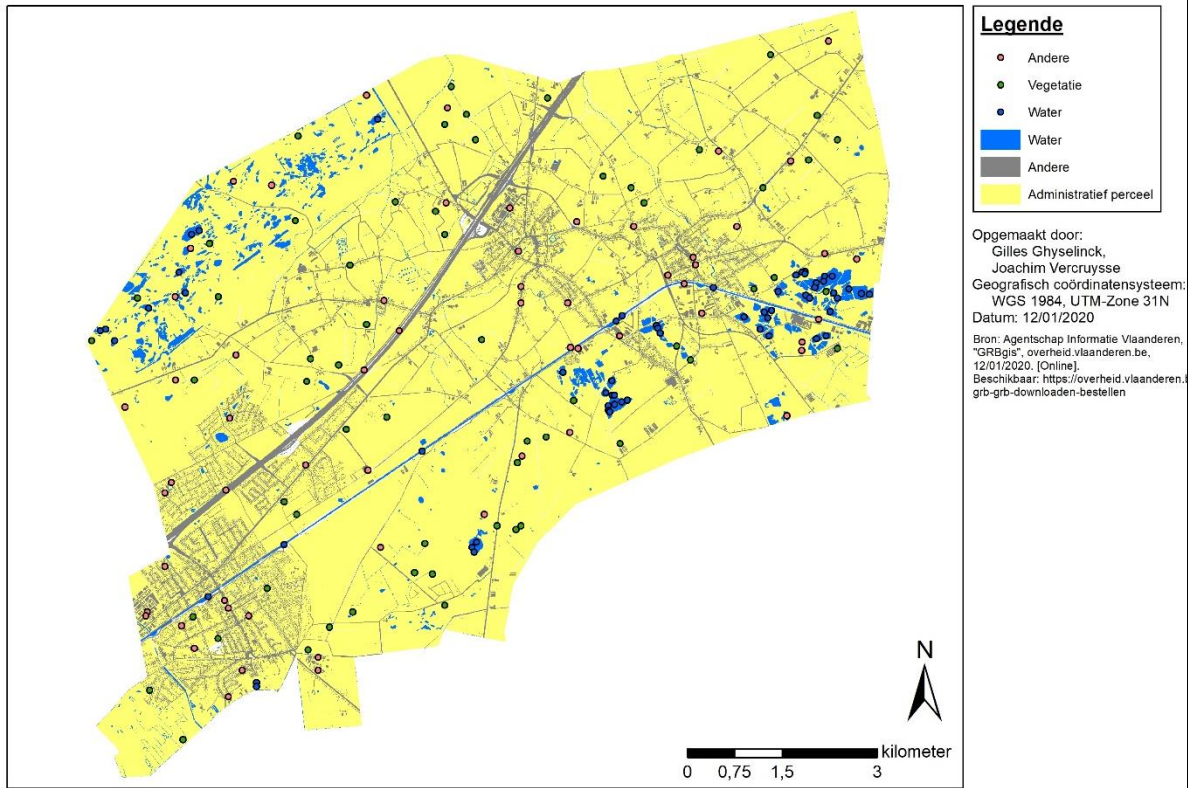 Legende
Andere
Vegetatie
Water
Water
Andere
Administratief perceel
Opgemaakt door:
Gilles Ghyselinck,
Joachim Vercruysse
Geografisch coördinatensysteem:
WGS 1984, UTM-Zone 31N
Datum: 12/01/2020
Bron: Agentschap Informatie Vlaanderen,
"GRBgis", overheid.vlaanderen.be,
12/01/2020. [Online].
Beschikbaar: https://overheid.vlaanderen.b
grb-grb-downloaden-bestellen
N
kilometer
0 0,75 1,5 3